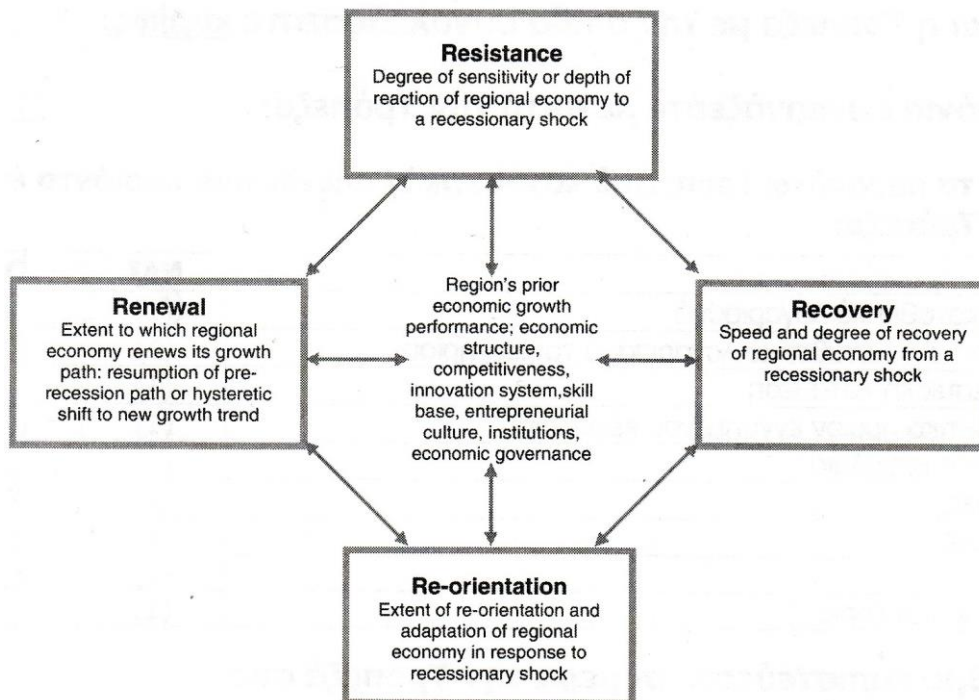 Resistance
Degree of sensitivity or depth of
reaction of regional economy to
a recessionary shock
Renewal
Extent to which regional
economy renews its growth
path: resumption of pre-
recession path or hysteretic
shift to new growth trend
Region's prior
economic growth
performance; economic
structure,
competitiveness,
innovation system,skill
base, entrepreneurial
culture, institutions,
economic governance
Recovery
Speed and degree of recovery
of regional economy from a
recessionary shock
Re-orientation
Extent of re-orientation and
adaptation of regional
economy in response to
recessionary shock